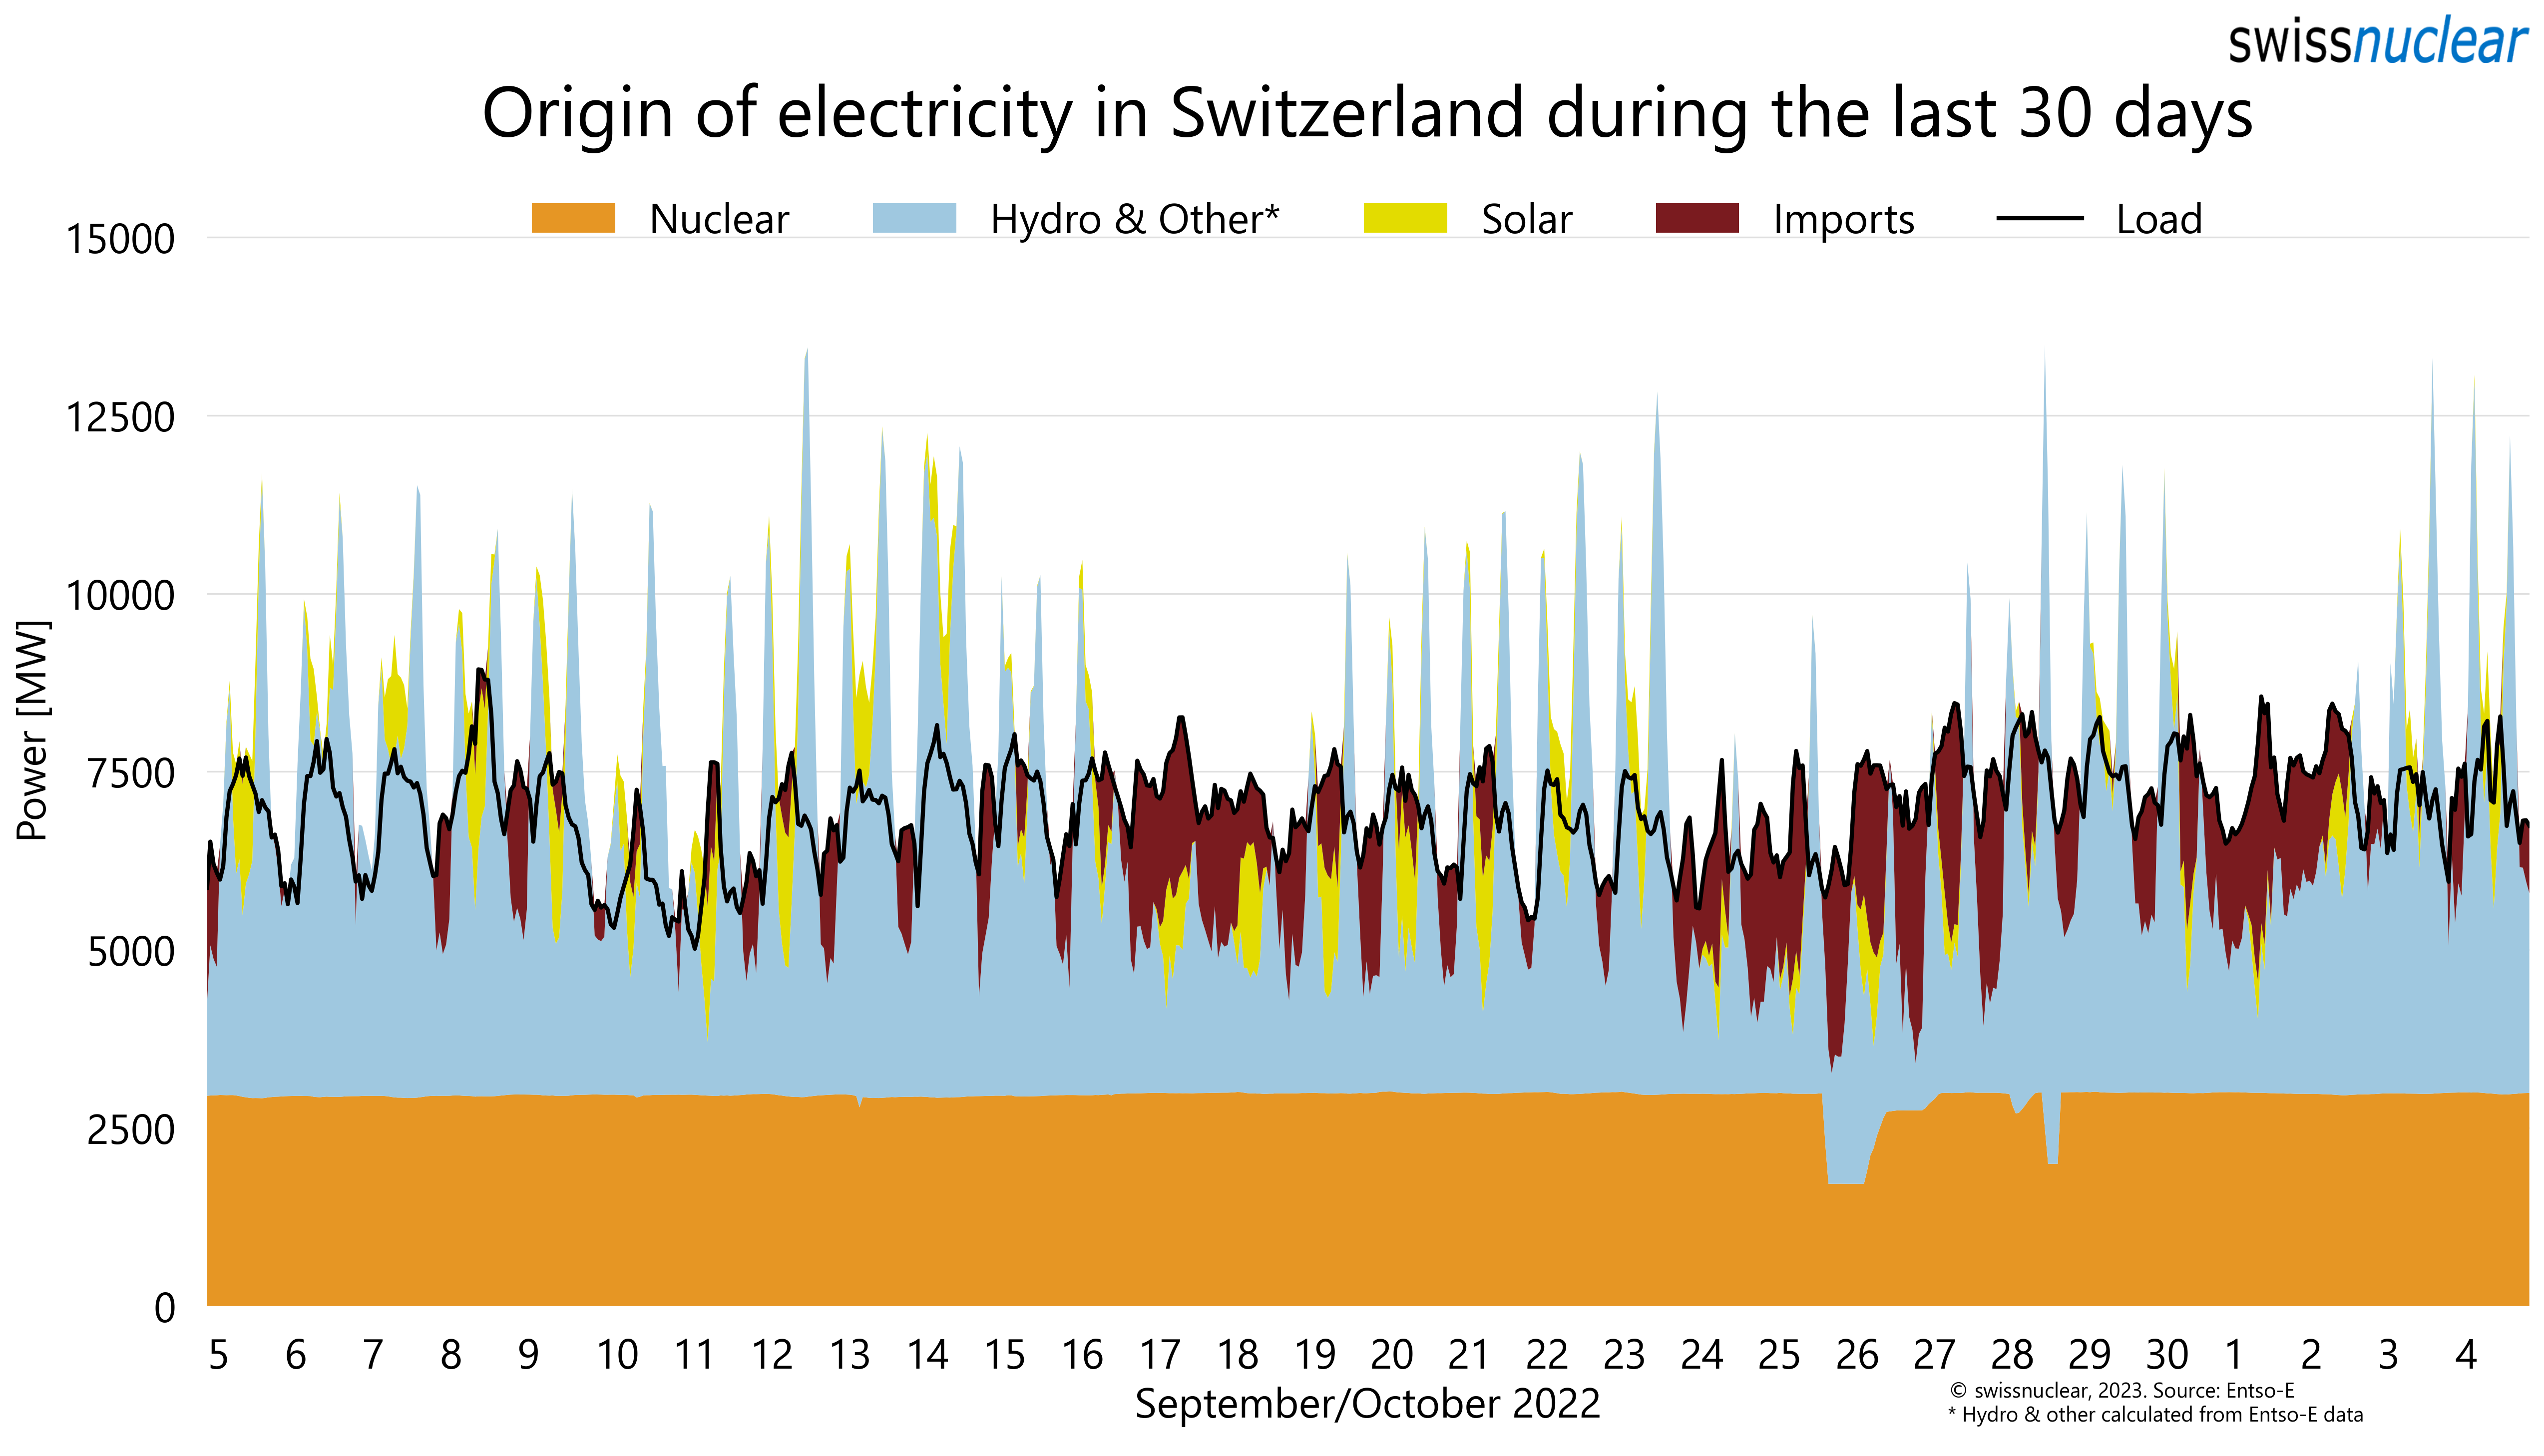 swissnuclear
Origin of electricity in Switzerland during the last 30 days
Nuclear Hydro & Other* Solar Imports Load
15000
12500
10000
7500
5000
2500
0
Power [MW]
5 6 7 8 9 10 11 12 13 14 15 16 17 18 19 20 21 22 23 24 25 26 27 28 29 30 1 2 3 4
September/October 2022
© swissnuclear, 2023. Source: Entso-E
* Hydro & other calculated from Entso-E data